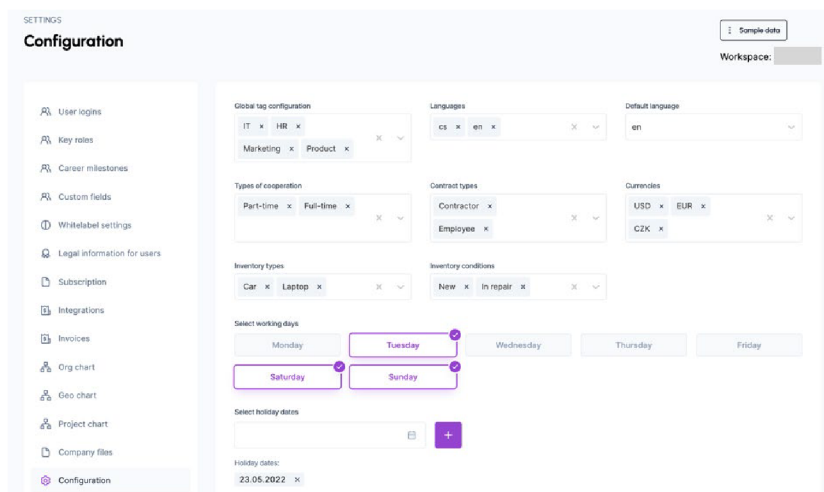 SETTINGS
Configuration
Sample data
Workspace:
User logins
Key roles
Career milestones
Custom fields
Whitelabel settings
Legal information for users
Subscription
Integrations
Invoices
Org chart
Geo chart
Project chart
Company files
Configuration
Global tag configuration
IT × HR ×
Marketing × Product ×
Languages
cs × en ×
Default language
en
Types of cooperation
Part-time × Full-time ×
Contract types
Contractor ×
Employee ×
Currencies
USD × EUR ×
CZK ×
Inventory types
Car × Laptop ×
Inventory conditions
New × In repair ×
Select working days
Monday Tuesday Wednesday Thursday Friday
Saturday Sunday
Select holiday dates
+
Holiday dates:
23.05.2022 ×